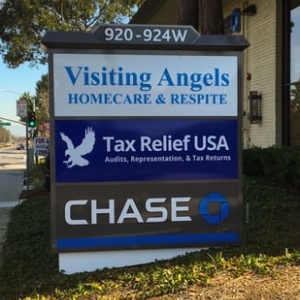 920-924W
Visiting Angels
HOMECARE & RESPITE
Tax Relief USA
Audits, Representation, & Tax Returns
CHASE